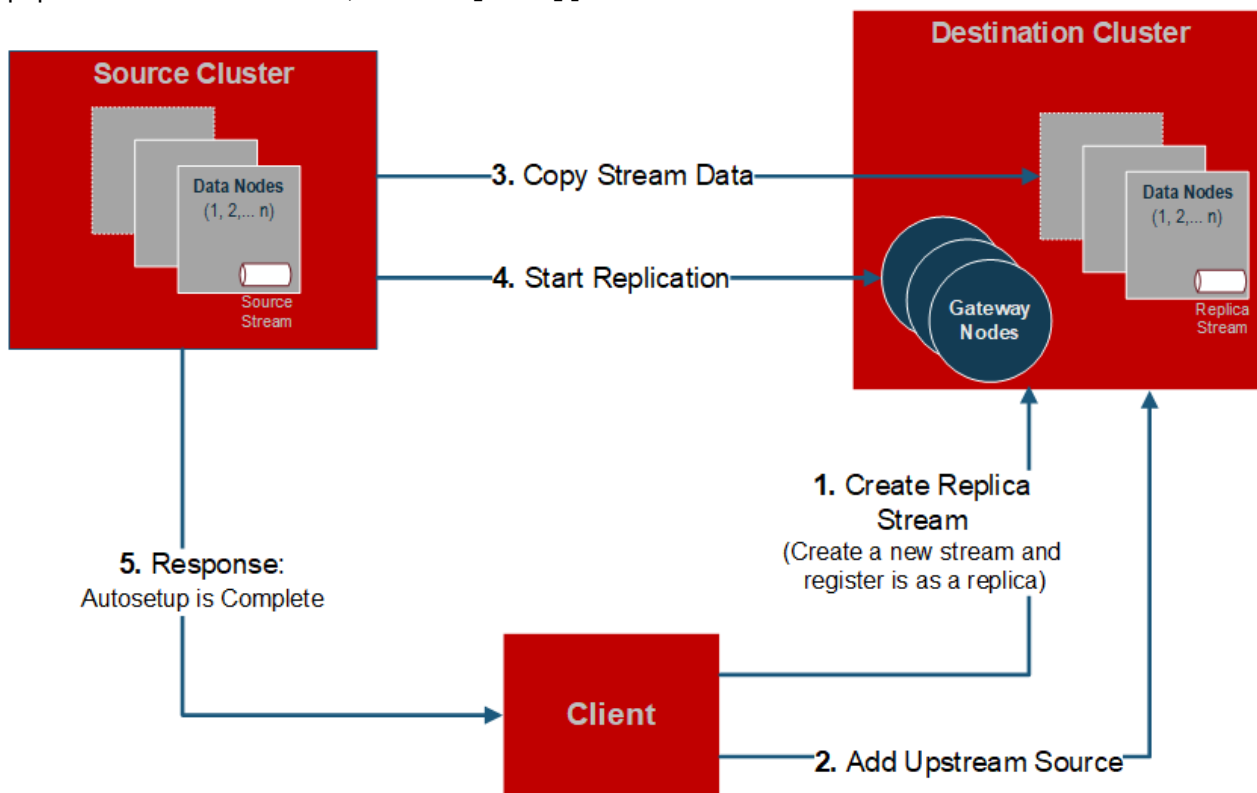 Destination Cluster
Source Cluster
Data Nodes
(1, 2,... n)
Source
Stream
3. Copy Stream Data
4. Start Replication
Data Nodes
(1, 2,... n)
Replica
Stream
Gateway
Nodes
1. Create Replica
Stream
(Create a new stream and
register is as a replica)
5. Response:
Autosetup is Complete
Client
2. Add Upstream Source